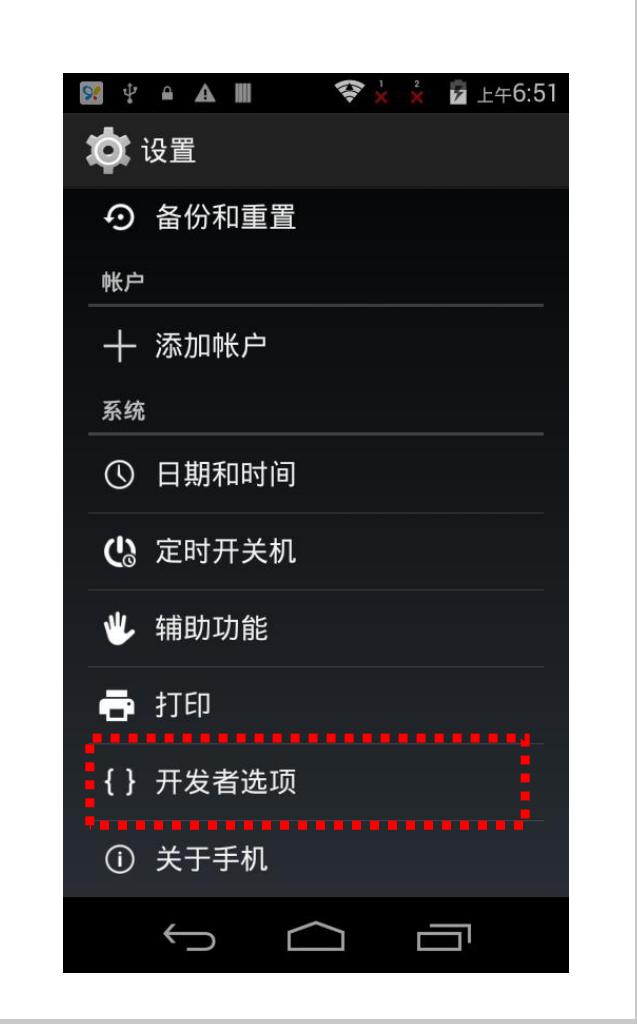 1 2 上午6:51
设置
备份和重置
帐户
添加帐户
系统
日期和时间
定时开关机
辅助功能
打印
{ } 开发者选项
关于手机